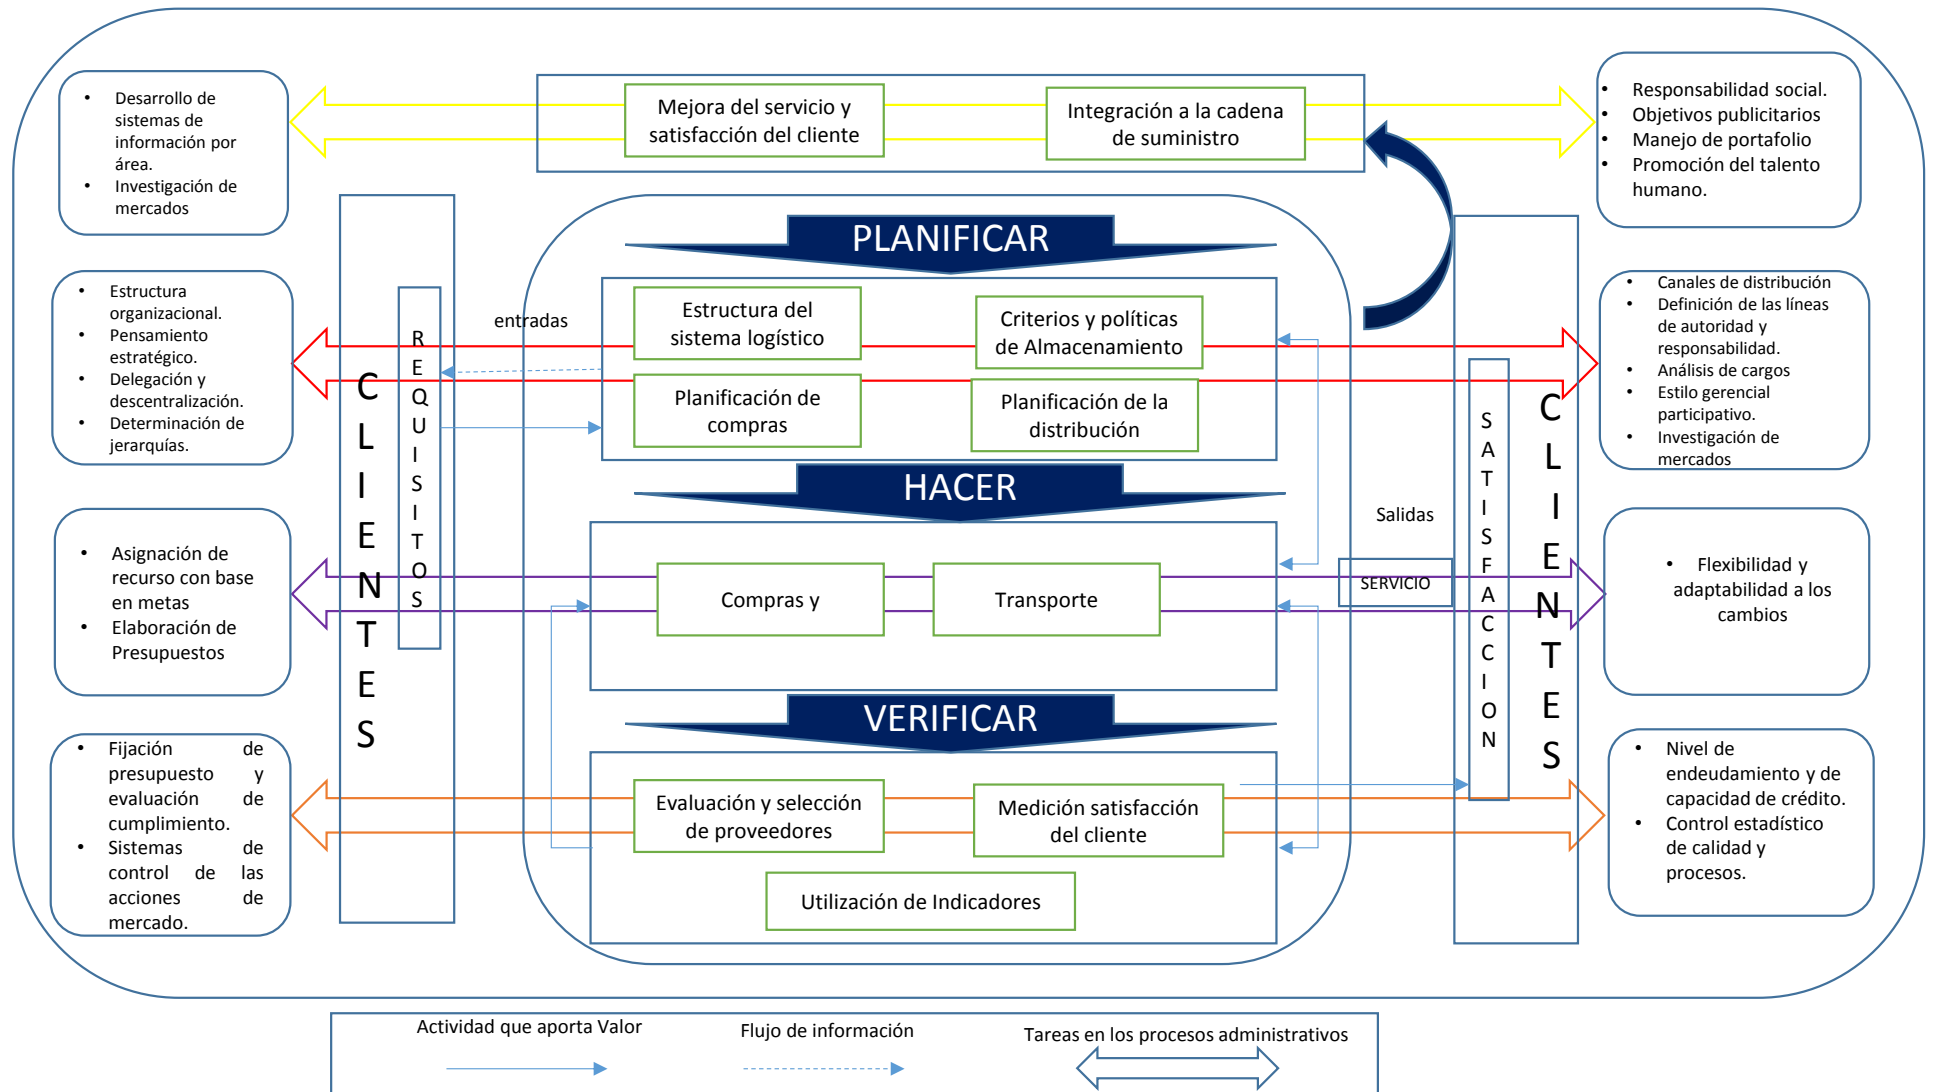 • Desarrollo de
sistemas de
información por
área.
• Investigación de
mercados
Mejora del servicio y
satisfacción del cliente
Integración a la cadena
de suministro
• Responsabilidad social.
• Objetivos publicitarios
• Manejo de portafolio
• Promoción del talento
humano.
PLANIFICAR
• Estructura
organizacional.
• Pensamiento
estratégico.
• Delegación y
descentralización.
• Determinación de
jerarquías.
CLIENTES
REQUISITOS
entradas
Estructura del
sistema logístico
Criterios y políticas
de Almacenamiento
Planificación de
compras
Planificación de la
distribución
• Canales de distribución
• Definición de las líneas
de autoridad y
responsabilidad.
• Análisis de cargos
• Estilo gerencial
participativo.
• Investigación de
mercados
HACER
Salidas
SERVICIO
SATISFACCION
CLIENTES
• Asignación de
recurso con base
en metas
• Elaboración de
Presupuestos
Compras y
Transporte
• Flexibilidad y
adaptabilidad a los
cambios
VERIFICAR
• Fijación de
presupuesto y
evaluación de
cumplimiento.
• Sistemas de
control de las
acciones de
mercado.
Evaluación y selección
de proveedores
Medición satisfacción
del cliente
Utilización de Indicadores
• Nivel de
endeudamiento y de
capacidad de crédito.
• Control estadístico
de calidad y
procesos.
Actividad que aporta Valor
Flujo de información
Tareas en los procesos administrativos